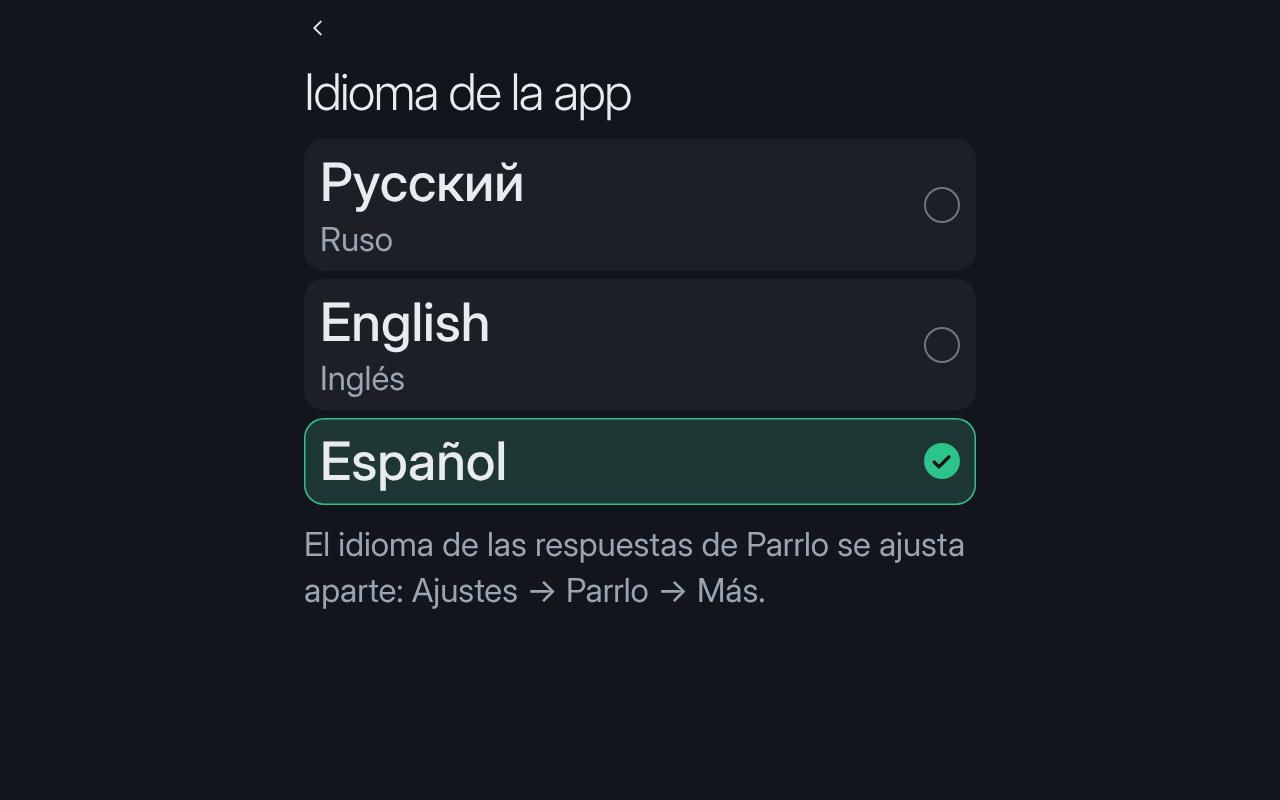 Idioma de la app
Русский
Ruso
English
Inglés
Español
El idioma de las respuestas de Parrlo se ajusta
aparte: Ajustes → Parrlo → Más.